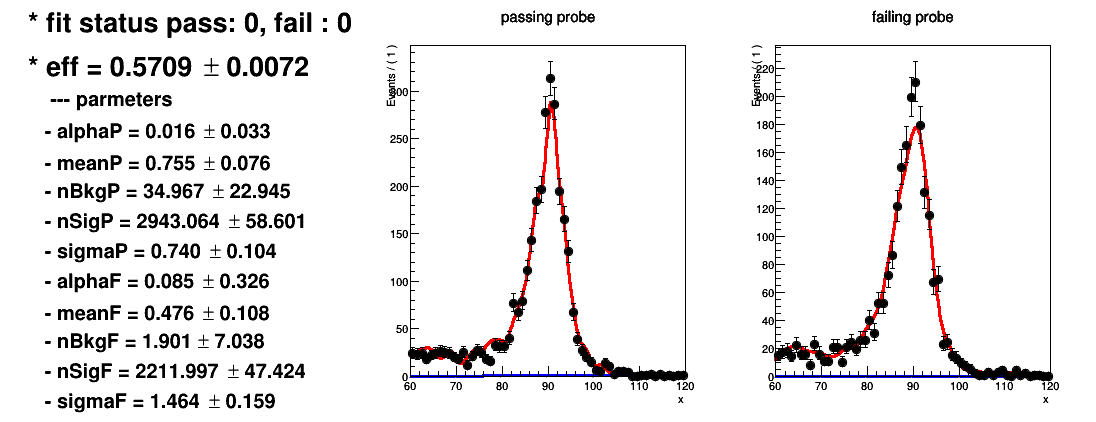 * fit status pass: 0, fail : 0
* eff = 0.5709 ± 0.0072
--- parmeters
- alphaP = 0.016 ± 0.033
- meanP = 0.755 ± 0.076
- nBkgP = 34.967 ± 22.945
- nSigP = 2943.064 ± 58.601
- sigmaP = 0.740 ± 0.104
- alphaF = 0.085 ± 0.326
- meanF = 0.476 ± 0.108
- nBkgF = 1.901 ± 7.038
- nSigF = 2211.997 ± 47.424
- sigmaF = 1.464 ± 0.159
passing probe
Events / ( 1 )
300
250
200
150
100
50
0
60 70 80 90 100 110 120
x
failing probe
Events / ( 1 )
220
200
180
160
140
120
100
80
60
40
20
0
60 70 80 90 100 110 120
x